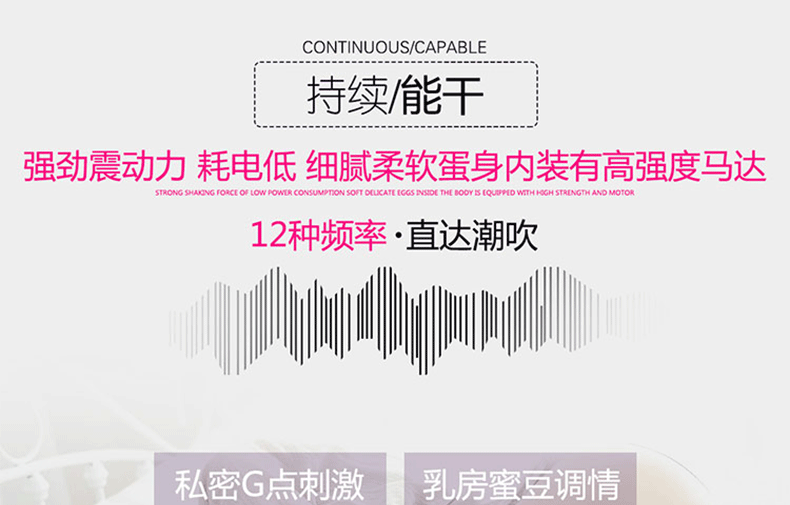 CONTINUOUS/CAPABLE
持续/能干
强劲震动力 耗电低 细腻柔软蛋身内装有高强度马达
STRONG SHAKING FORCE OF LOW POWER CONSUMPTION SOFT DELICATE EGGS INSIDE THE BODY IS EQUIPPED WITH HIGH STRENGTH AND MOTOR
12种频率·直达潮吹
私密G点刺激 乳房蜜豆调情